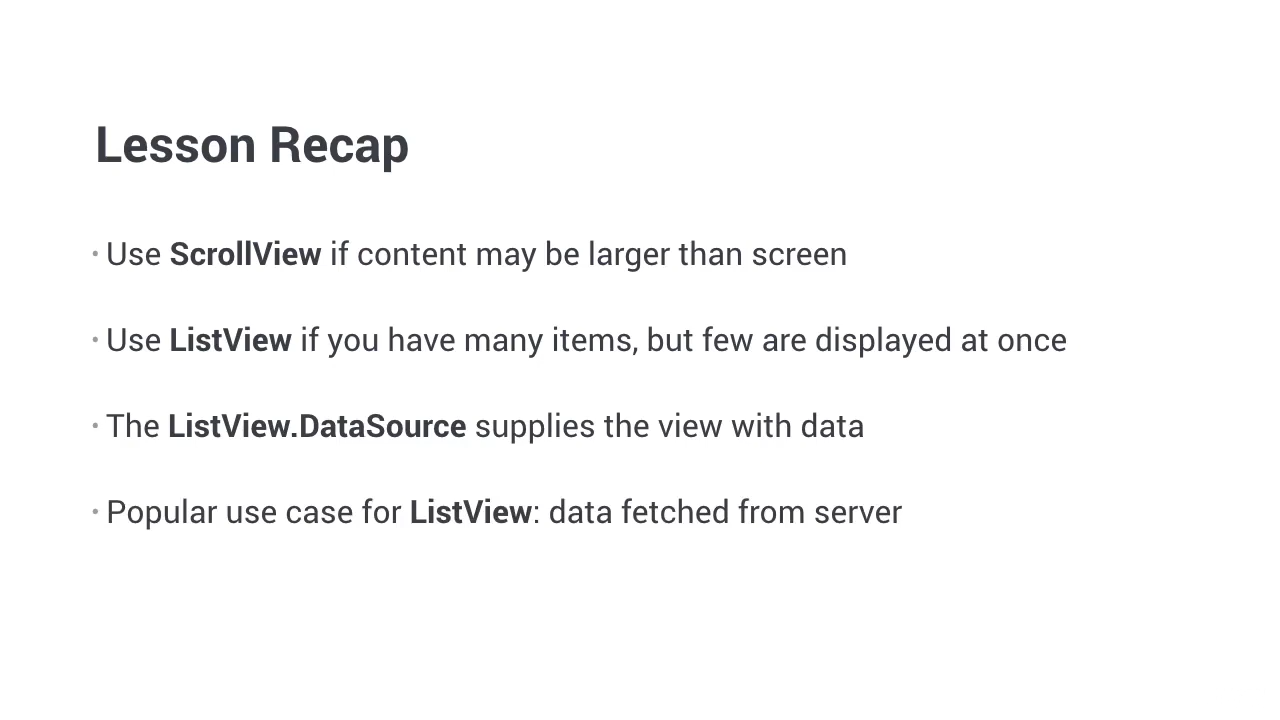 Lesson Recap
· Use ScrollView if content may be larger than screen
· Use ListView if you have many items, but few are displayed at once
· The ListView.DataSource supplies the view with data
· Popular use case for ListView: data fetched from server